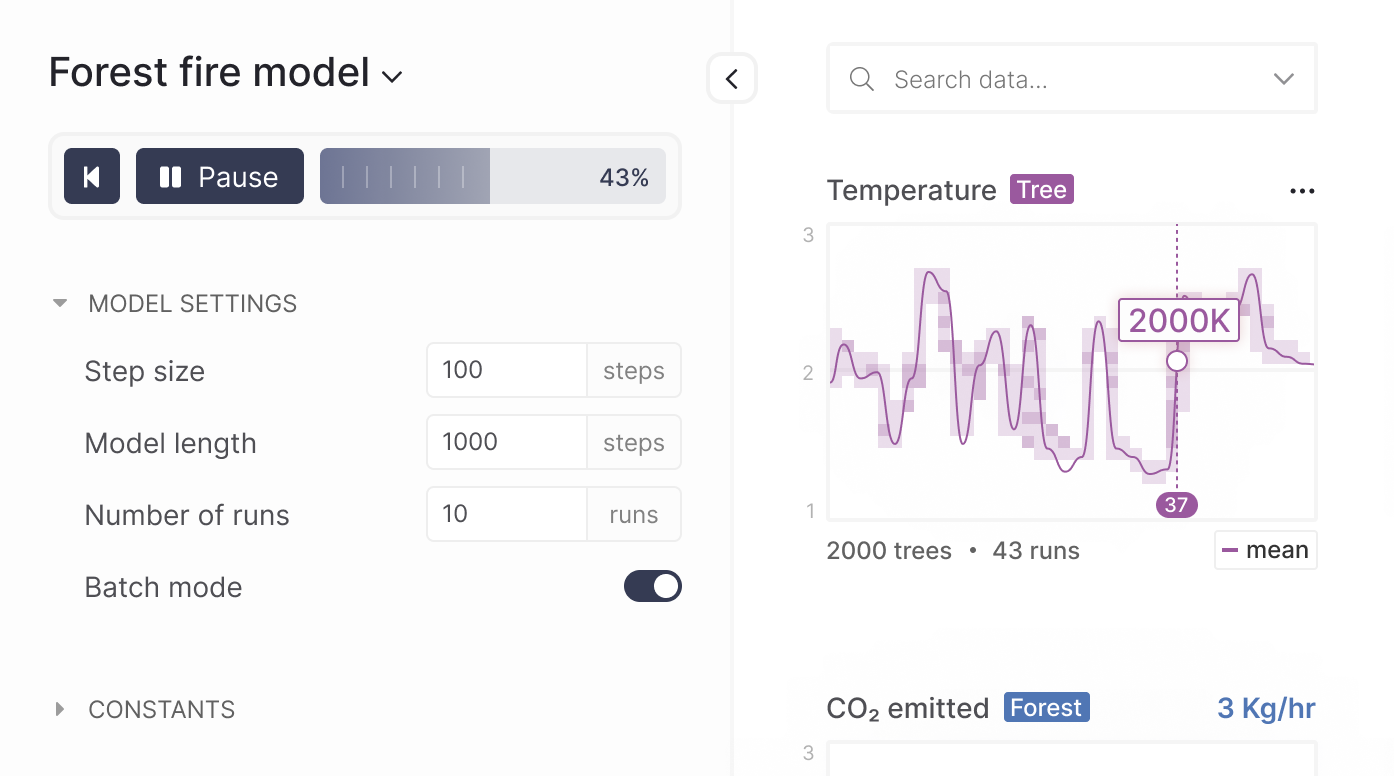 Forest fire model
Pause
43%
MODEL SETTINGS
Step size 100 steps
Model length 1000 steps
Number of runs 10 runs
Batch mode
CONSTANTS
Search data...
Temperature Tree
3
2000K
2
1
37
2000 trees • 43 runs
mean
CO₂ emitted Forest 3 Kg/hr
3